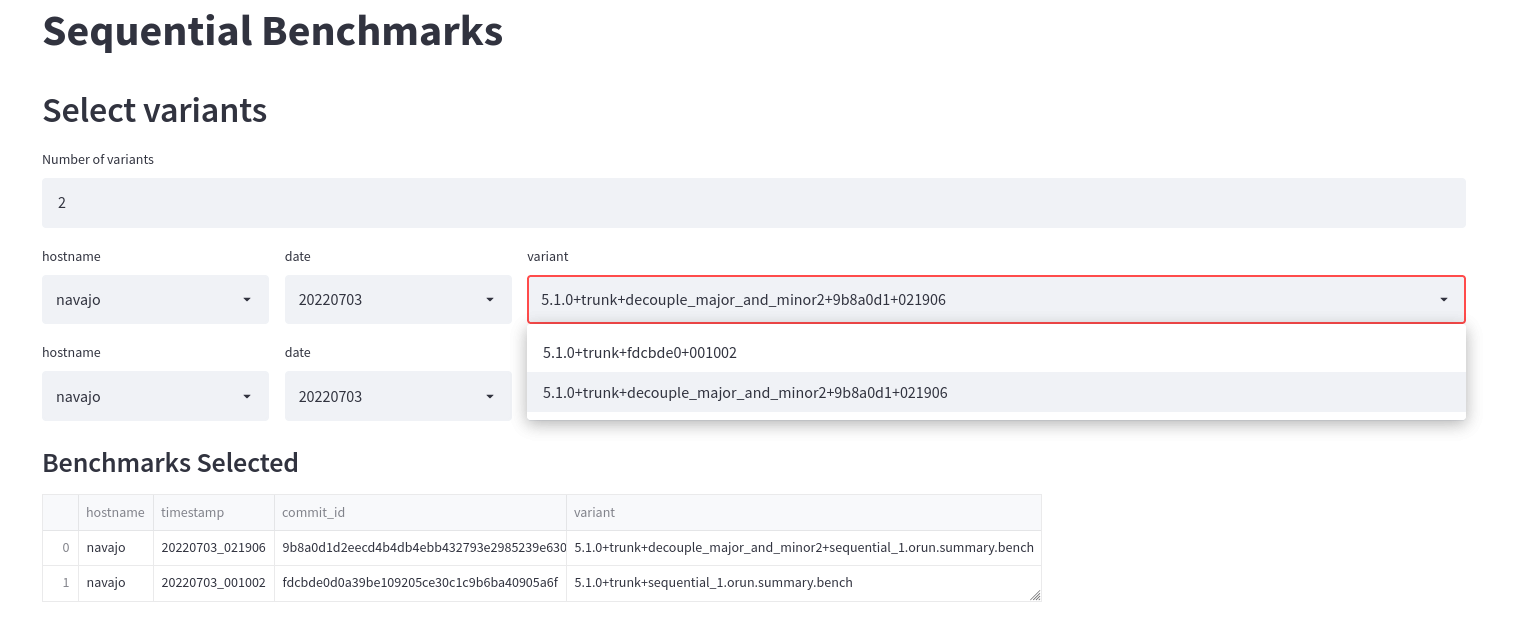 Sequential Benchmarks
Select variants
Number of variants
2
hostname date variant
navajo 20220703 5.1.0+trunk+decouple_major_and_minor2+9b8a0d1+021906
5.1.0+trunk+fdcbde0+001002
hostname date
navajo 20220703 5.1.0+trunk+decouple_major_and_minor2+9b8a0d1+021906
Benchmarks Selected
hostname timestamp commit_id variant
0 navajo 20220703_021906 9b8a0d1d2eecd4b4db4ebb432793e2985239e630 5.1.0+trunk+decouple_major_and_minor2+sequential_1.orun.summary.bench
1 navajo 20220703_001002 fdcbde0d0a39be109205ce30c1c9b6ba40905a6f 5.1.0+trunk+sequential_1.orun.summary.bench